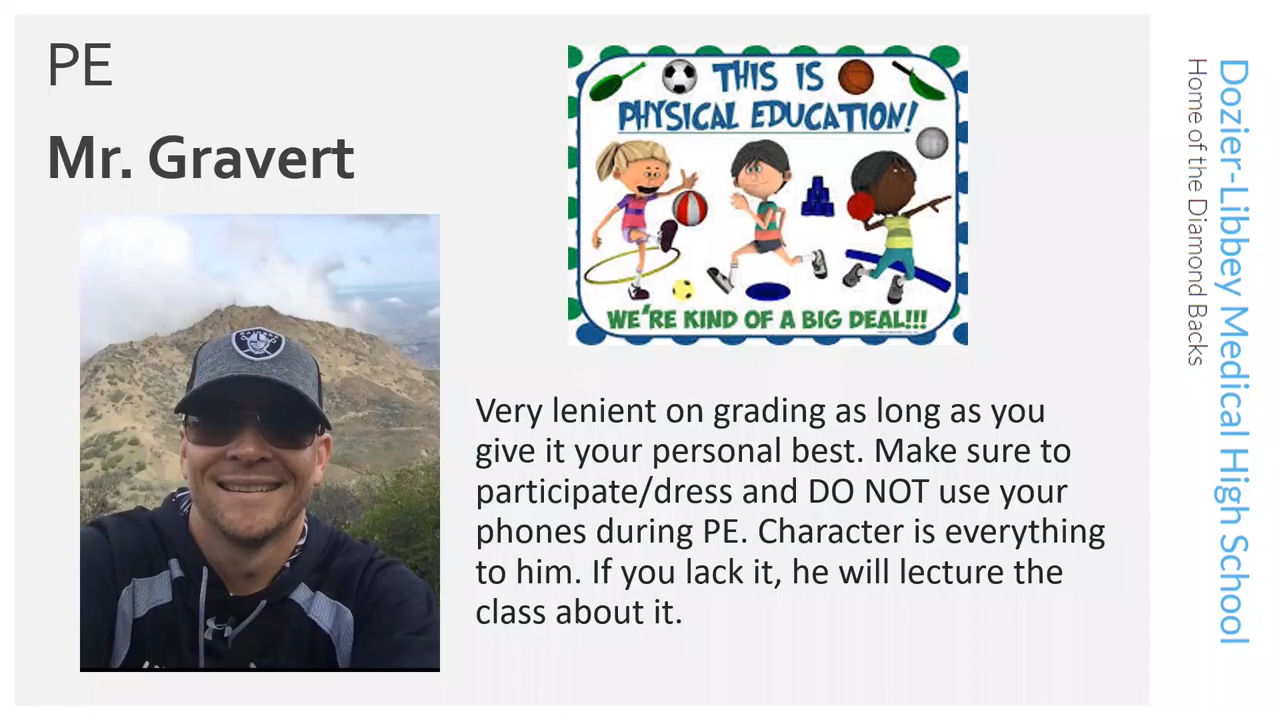 PE
Mr. Gravert
THIS IS
PHYSICAL EDUCATION!
WE'RE KIND OF A BIG DEAL!!!
Very lenient on grading as long as you
give it your personal best. Make sure to
participate/dress and DO NOT use your
phones during PE. Character is everything
to him. If you lack it, he will lecture the
class about it.
Dozier-Libbey Medical High School
Home of the Diamond Backs